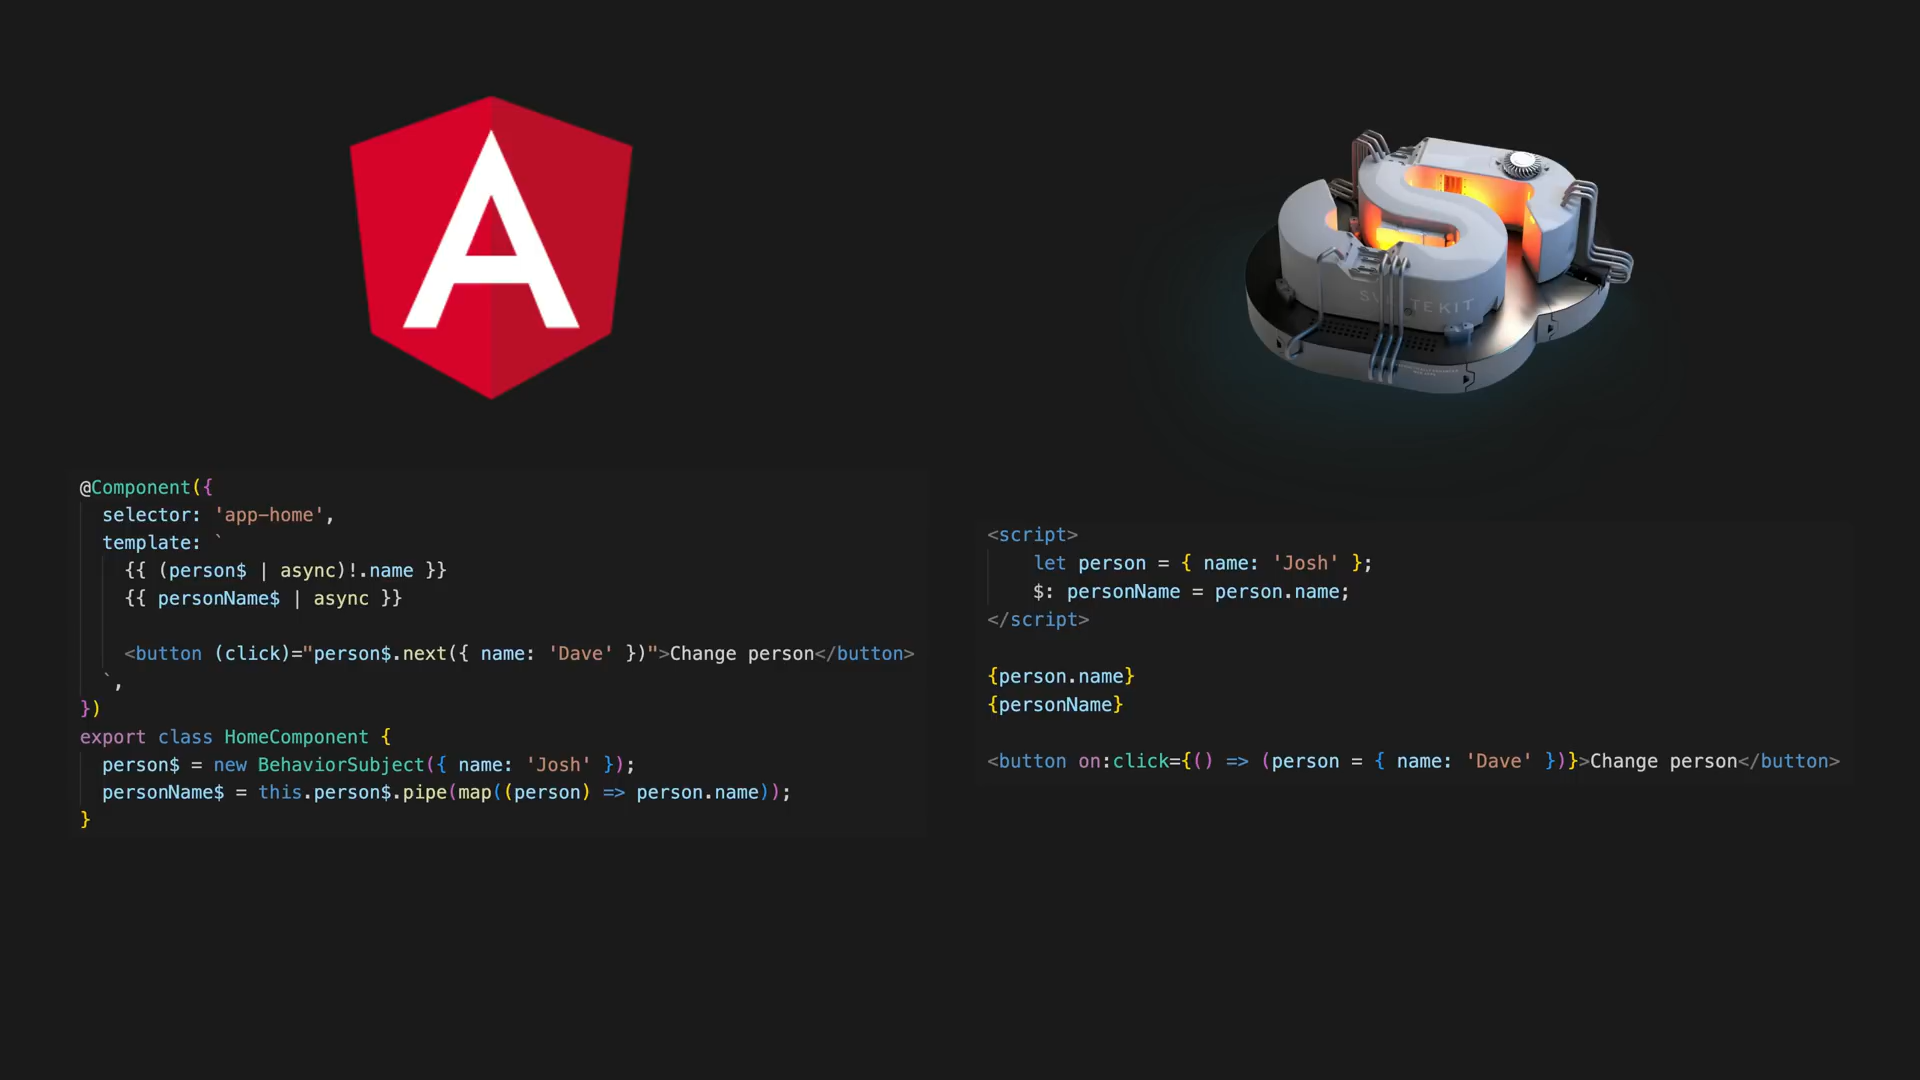 A
SVELTEKIT
@Component({
  selector: 'app-home',
  template: `
    {{ (person$ | async)!.name }}
    {{ personName$ | async }}

    <button (click)="person$.next({ name: 'Dave' })">Change person</button>
  `,
})
export class HomeComponent {
  person$ = new BehaviorSubject({ name: 'Josh' });
  personName$ = this.person$.pipe(map((person) => person.name));
}
<script>
    let person = { name: 'Josh' };
    $: personName = person.name;
</script>

{person.name}
{personName}

<button on:click={() => (person = { name: 'Dave' })}>Change person</button>